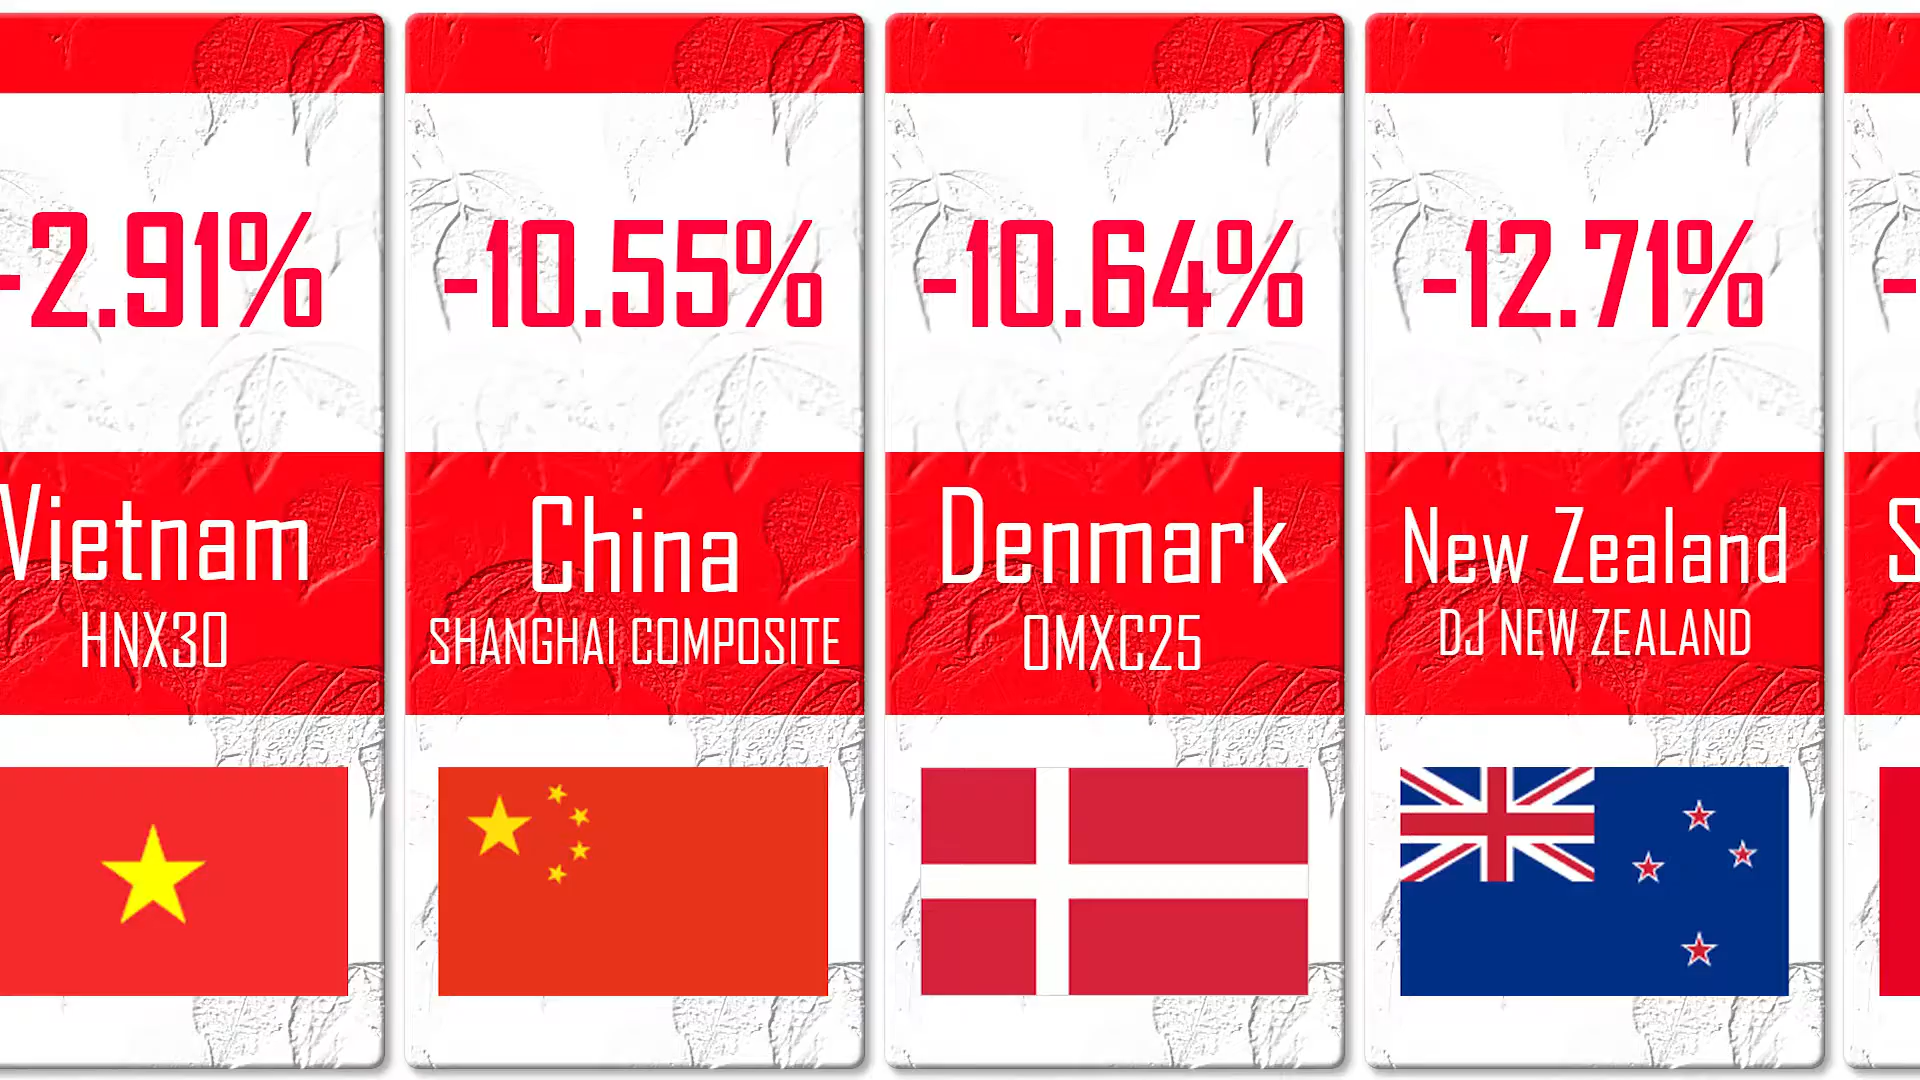 -2.91%
Vietnam
HNX30
-10.55%
China
SHANGHAI COMPOSITE
-10.64%
Denmark
OMXC25
-12.71%
New Zealand
DJ NEW ZEALAND
-
S